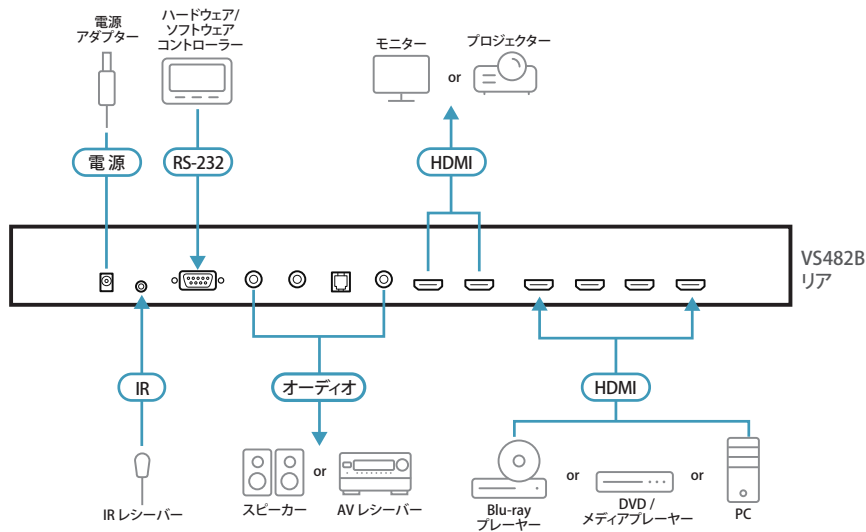 電源
アダプター
ハードウェア/
ソフトウェア
コントローラー
モニター
or
プロジェクター
電源
RS-232
HDMI
VS482B
リア
IR
オーディオ
HDMI
IR レシーバー
スピーカー
or
AV レシーバー
Blu-ray
プレーヤー
or
DVD /
メディアプレーヤー
or
PC